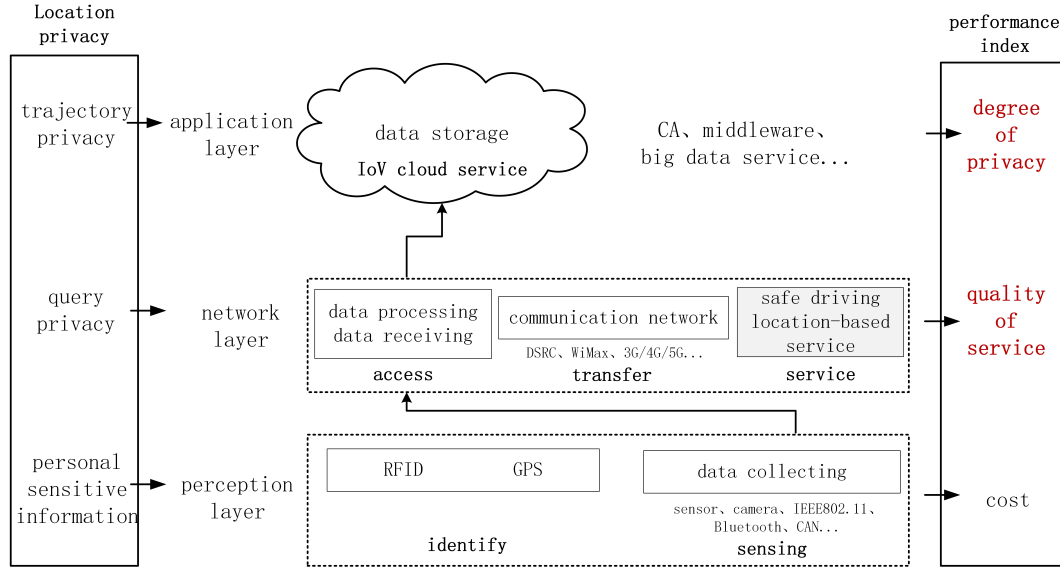 Location
privacy
performance
index
trajectory
privacy
application
layer
data storage
IoV cloud service
CA、middleware、
big data service...
degree
of
privacy
query
privacy
network
layer
data processing
data receiving
access
communication network
DSRC、WiMax、3G/4G/5G...
transfer
safe driving
location-based
service
service
quality
of
service
personal
sensitive
information
perception
layer
RFID
GPS
identify
data collecting
sensor、camera、IEEE802.11、
Bluetooth、CAN...
sensing
cost